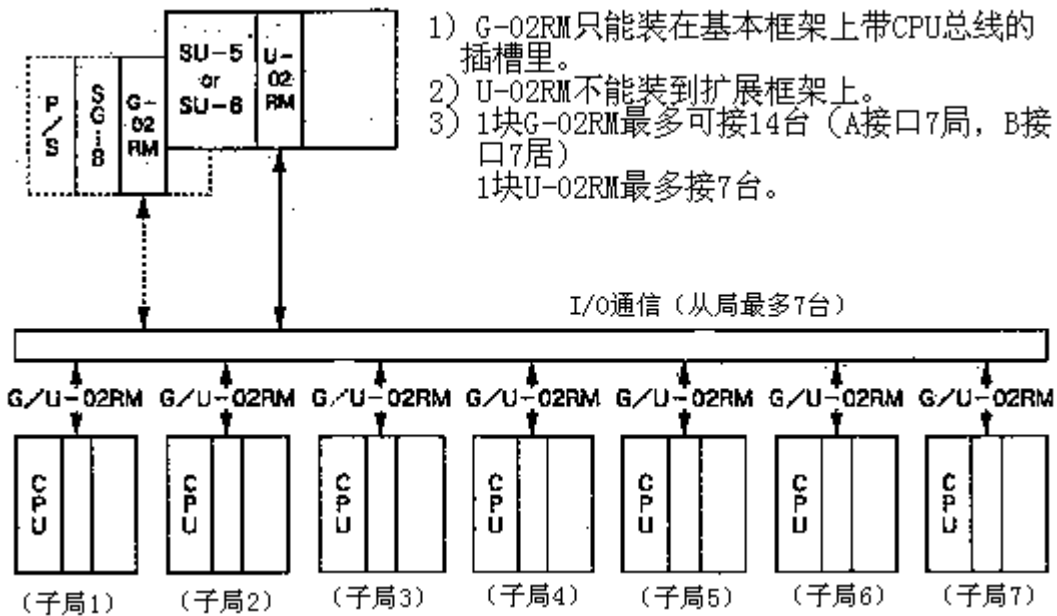 1) G-02RM只能装在基本框架上带CPU总线的
插槽里。
2) U-02RM不能装到扩展框架上。
3) 1块G-02RM最多可接14台（A接口7局，B接
口7居）
1块U-02RM最多接7台。
P/S
SG-8
G-02RM
SU-5
or
SU-6
U-02RM
I/O通信（从局最多7台）
G/U-02RM G/U-02RM G/U-02RM G/U-02RM G/U-02RM G/U-02RM G/U-02RM
CPU CPU CPU CPU CPU CPU CPU
（子局1） （子局2） （子局3） （子局4） （子局5） （子局6） （子局7）